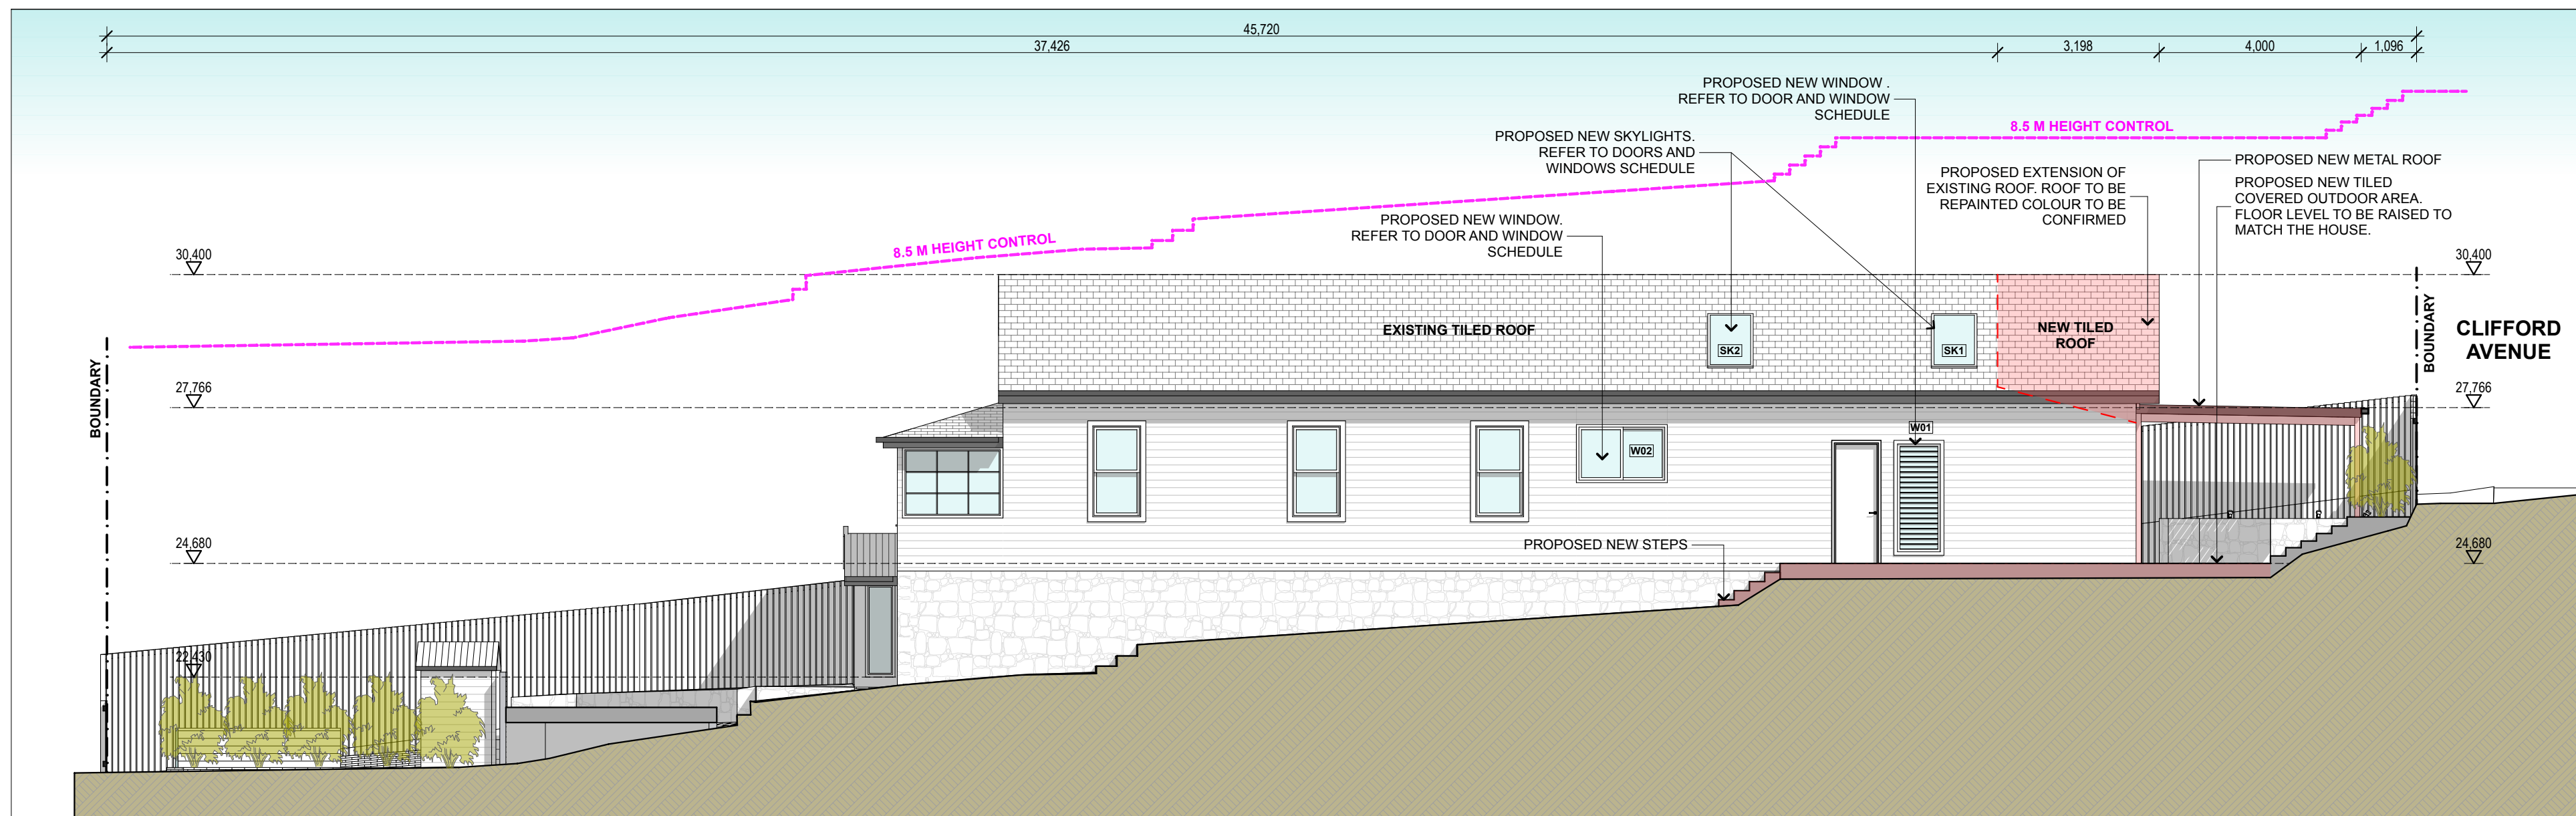 45,720
37,426
3,198
4,000
1,096
PROPOSED NEW WINDOW .
REFER TO DOOR AND WINDOW
SCHEDULE
PROPOSED NEW SKYLIGHTS.
REFER TO DOORS AND
WINDOWS SCHEDULE
8.5 M HEIGHT CONTROL
PROPOSED EXTENSION OF
EXISTING ROOF. ROOF TO BE
REPAINTED COLOUR TO BE
CONFIRMED
PROPOSED NEW METAL ROOF
PROPOSED NEW TILED
COVERED OUTDOOR AREA.
FLOOR LEVEL TO BE RAISED TO
MATCH THE HOUSE.
PROPOSED NEW WINDOW.
REFER TO DOOR AND WINDOW
SCHEDULE
8.5 M HEIGHT CONTROL
30,400
30,400
EXISTING TILED ROOF
SK2
SK1
NEW TILED
ROOF
BOUNDARY
CLIFFORD
AVENUE
BOUNDARY
27,766
27,766
W01
W02
24,680
24,680
PROPOSED NEW STEPS
22,430